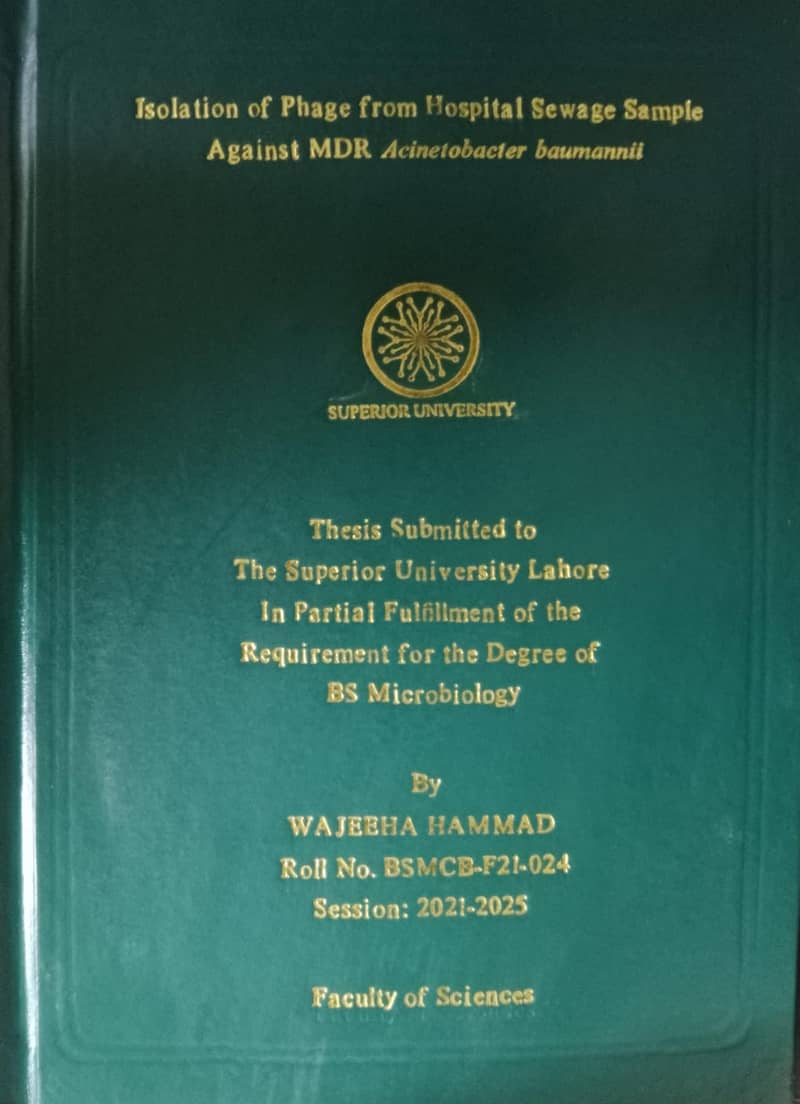 Isolation of Phage from Hospital Sewage Sample
Against MDR Acinetobacter baumannii
SUPERIOR UNIVERSITY
Thesis Submitted to
The Superior University Lahore
In Partial Fulfillment of the
Requirement for the Degree of
BS Microbiology
By
WAJEEHA HAMMAD
Roll No. BSMCB-F21-024
Session: 2021-2025
Faculty of Sciences